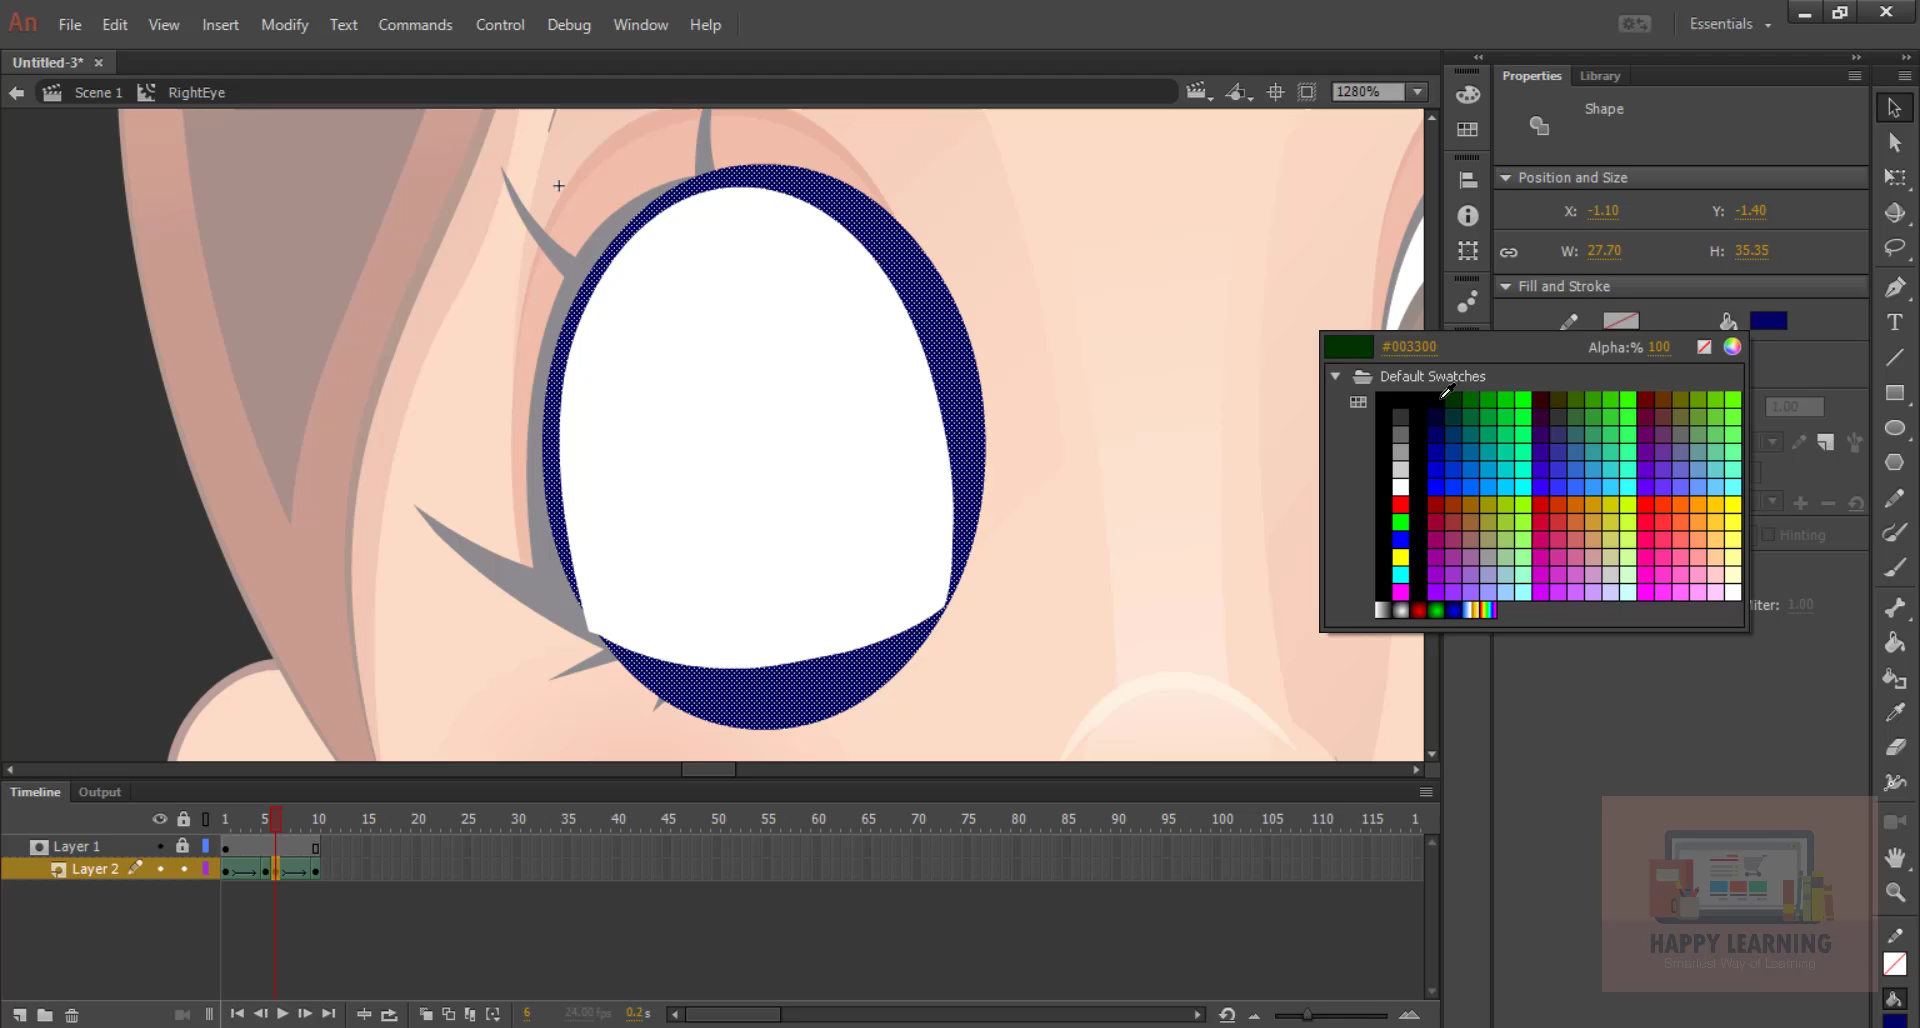 An File Edit View Insert Modify Text Commands Control Debug Window Help Essentials
Untitled-3*
Scene 1 RightEye 1280%
Properties Library
Shape
Position and Size
X: -1.10 Y: -1.40
W: 27.70 H: 35.35
Fill and Stroke
#003300 Alpha:% 100
Default Swatches
1.00
Hinting
iter: 1.00
Timeline Output
1 5 10 15 20 25 30 35 40 45 50 55 60 65 70 75 80 85 90 95 100 105 110 115 1
Layer 1
Layer 2
HAPPY LEARNING
Smartest Way of Learning
6 24.00 fps 0.2 s